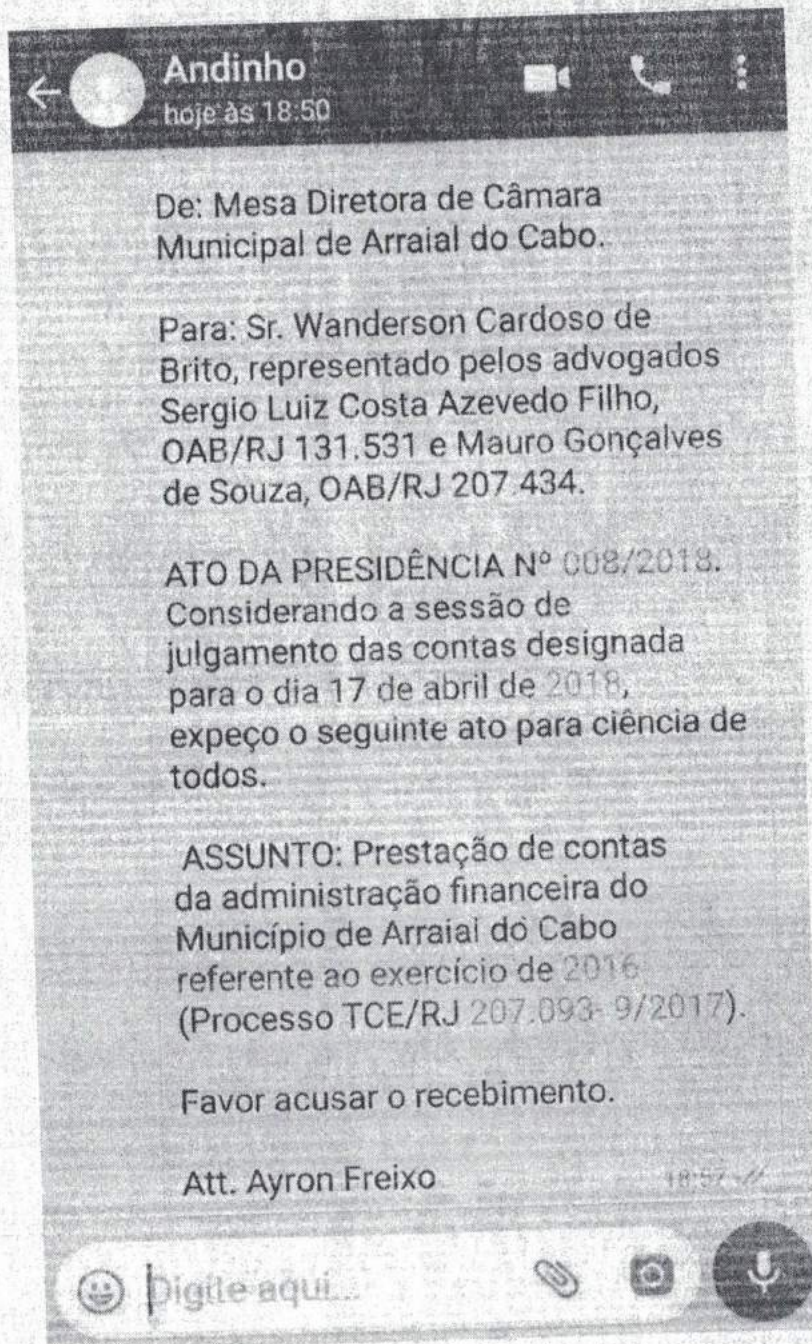 Andinho
hoje às 18:50
De: Mesa Diretora de Câmara
Municipal de Arraial do Cabo.
Para: Sr. Wanderson Cardoso de
Brito, representado pelos advogados
Sergio Luiz Costa Azevedo Filho,
OAB/RJ 131.531 e Mauro Gonçalves
de Souza, OAB/RJ 207.434.
ATO DA PRESIDÊNCIA Nº 008/2018.
Considerando a sessão de
julgamento das contas designada
para o dia 17 de abril de 2018,
expeço o seguinte ato para ciência de
todos.
ASSUNTO: Prestação de contas
da administração financeira do
Município de Arraial do Cabo
referente ao exercício de 2016
(Processo TCE/RJ 207.093- 9/2017).
Favor acusar o recebimento.
Att. Ayron Freixo
18:57
Digite aqui...